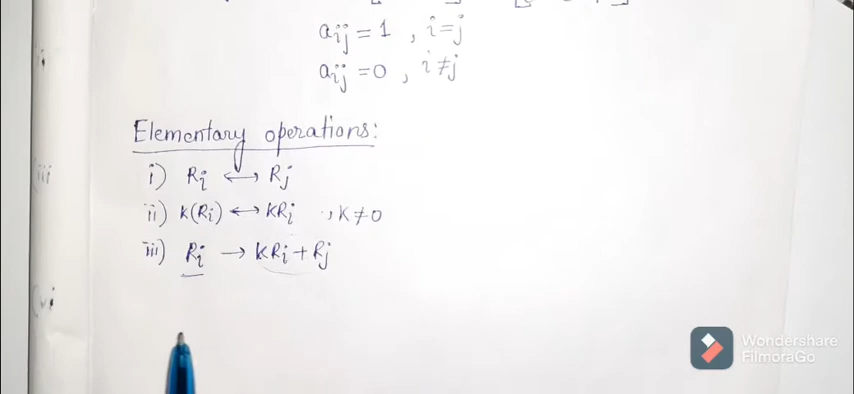 aij = 1 , i=j
aij =0 , i≠j
Elementary operations:
i) Ri ↔ Rj
ii) K(Ri) ↔ KRi , K≠0
iii) Ri → KRi + Rj
Wondershare
FilmoraGo